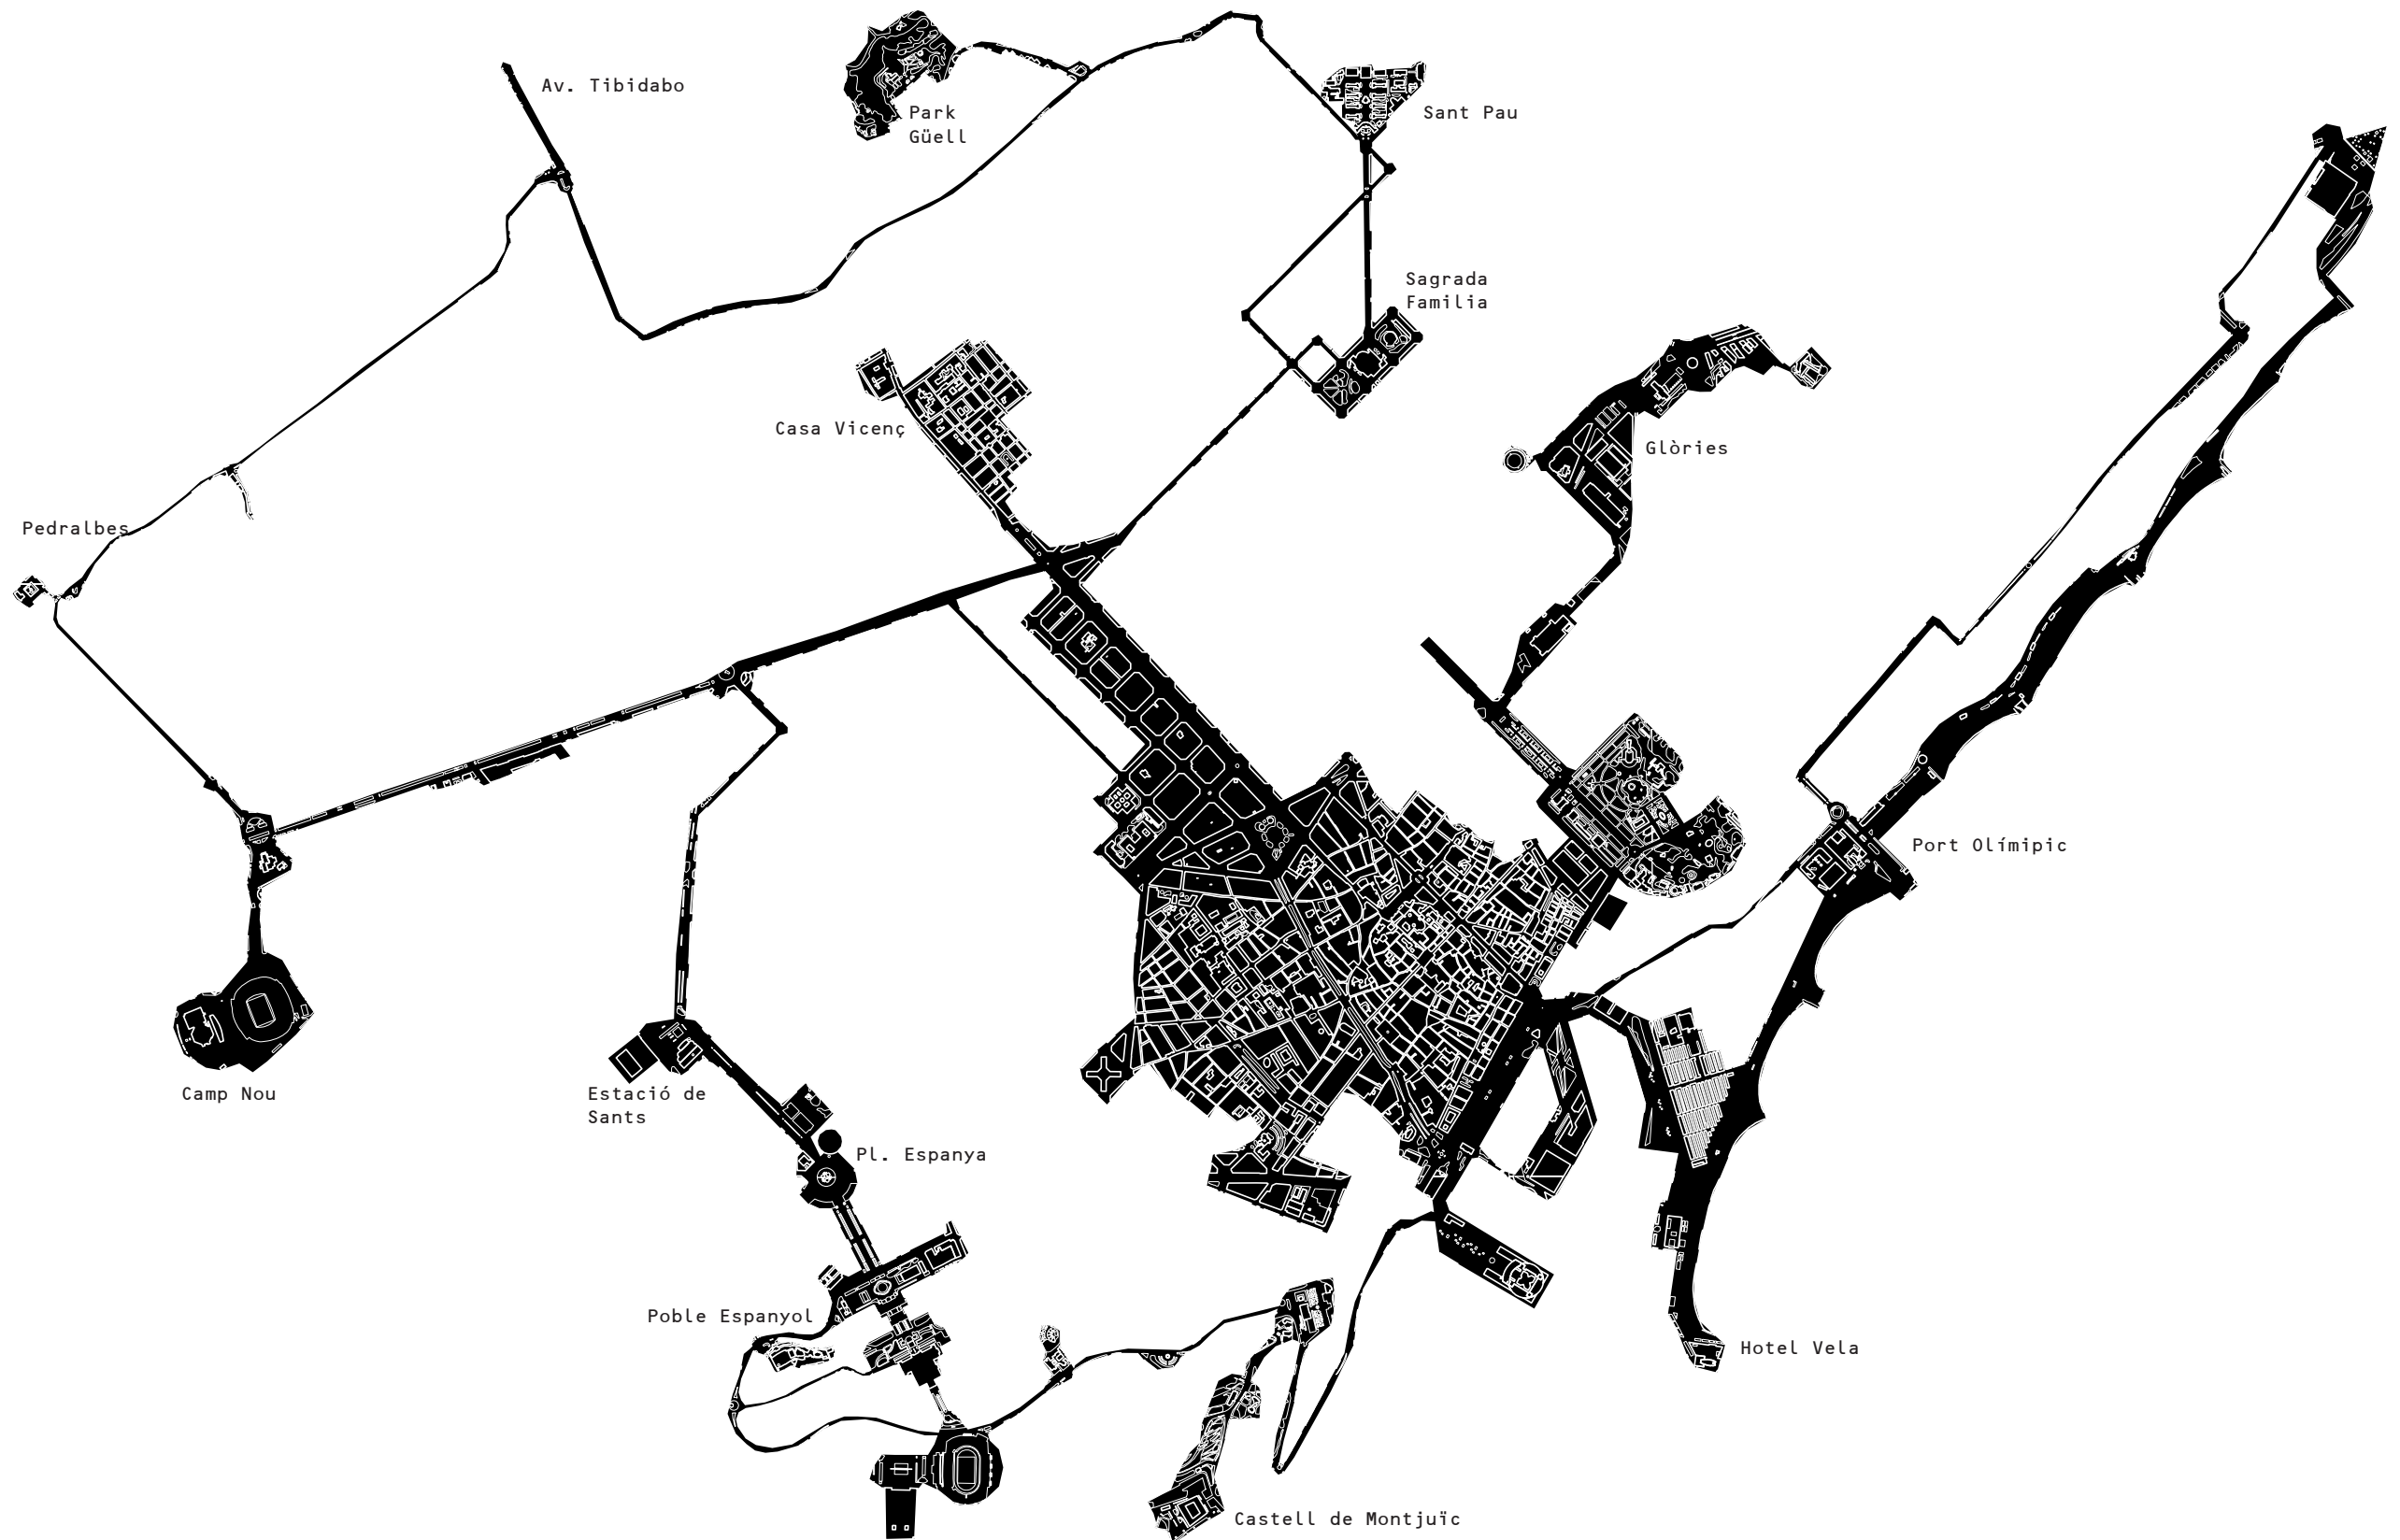 Av. Tibidabo
Park
Güell
Sant Pau
Sagrada
Familia
Casa Vicenç
Glòries
Pedralbes
Port Olímipic
Camp Nou
Estació de
Sants
Pl. Espanya
Poble Espanyol
Hotel Vela
Castell de Montjuïc